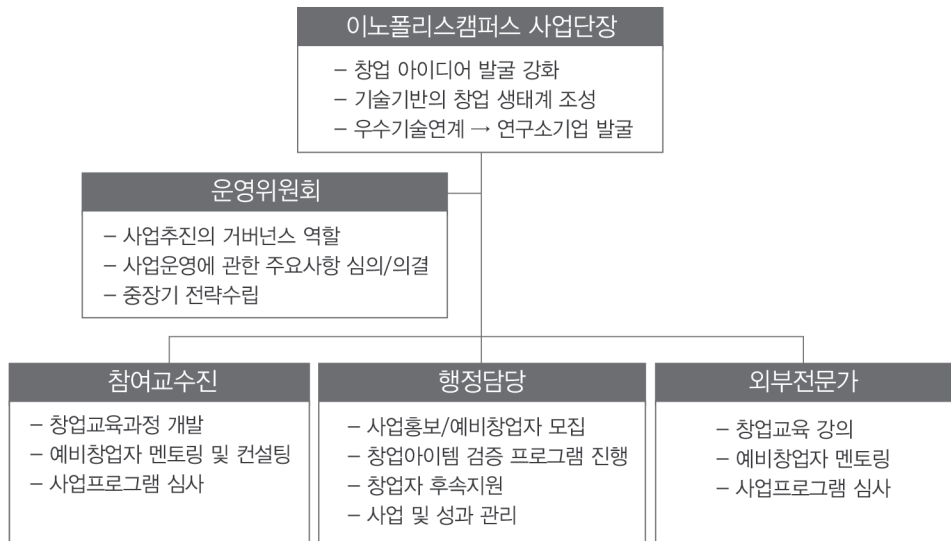 이노폴리스캠퍼스 사업단장
– 창업 아이디어 발굴 강화
– 기술기반의 창업 생태계 조성
– 우수기술연계 → 연구소기업 발굴
운영위원회
– 사업추진의 거버넌스 역할
– 사업운영에 관한 주요사항 심의/의결
– 중장기 전략수립
참여교수진
– 창업교육과정 개발
– 예비창업자 멘토링 및 컨설팅
– 사업프로그램 심사
행정담당
– 사업홍보/예비창업자 모집
– 창업아이템 검증 프로그램 진행
– 창업자 후속지원
– 사업 및 성과 관리
외부전문가
– 창업교육 강의
– 예비창업자 멘토링
– 사업프로그램 심사